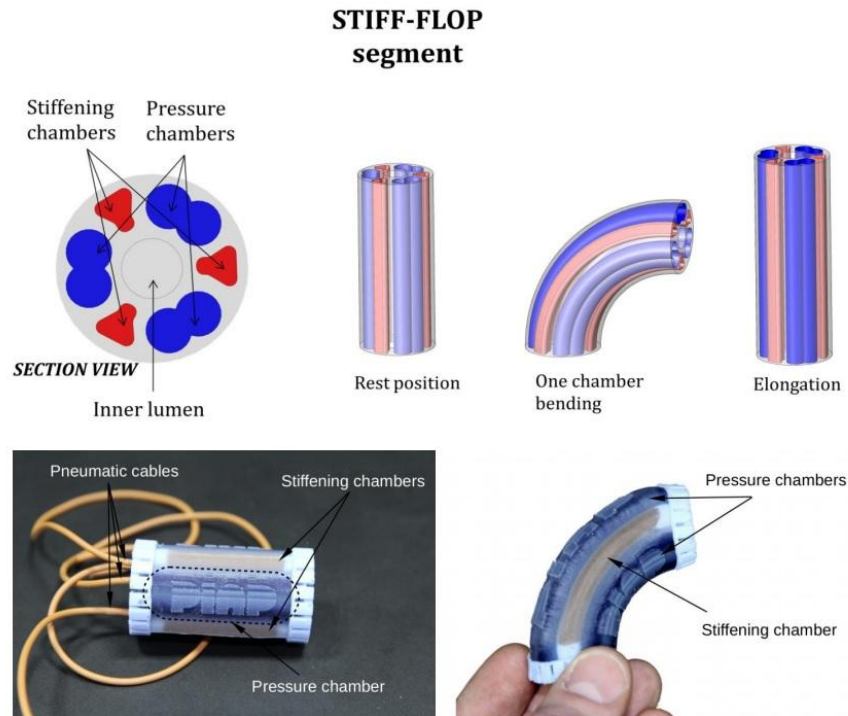 STIFF-FLOP
segment
Stiffening
chambers
Pressure
chambers
SECTION VIEW
Inner lumen
Rest position
One chamber
bending
Elongation
Pneumatic cables
Stiffening chambers
PIAP
Pressure chamber
Pressure chambers
Stiffening chamber